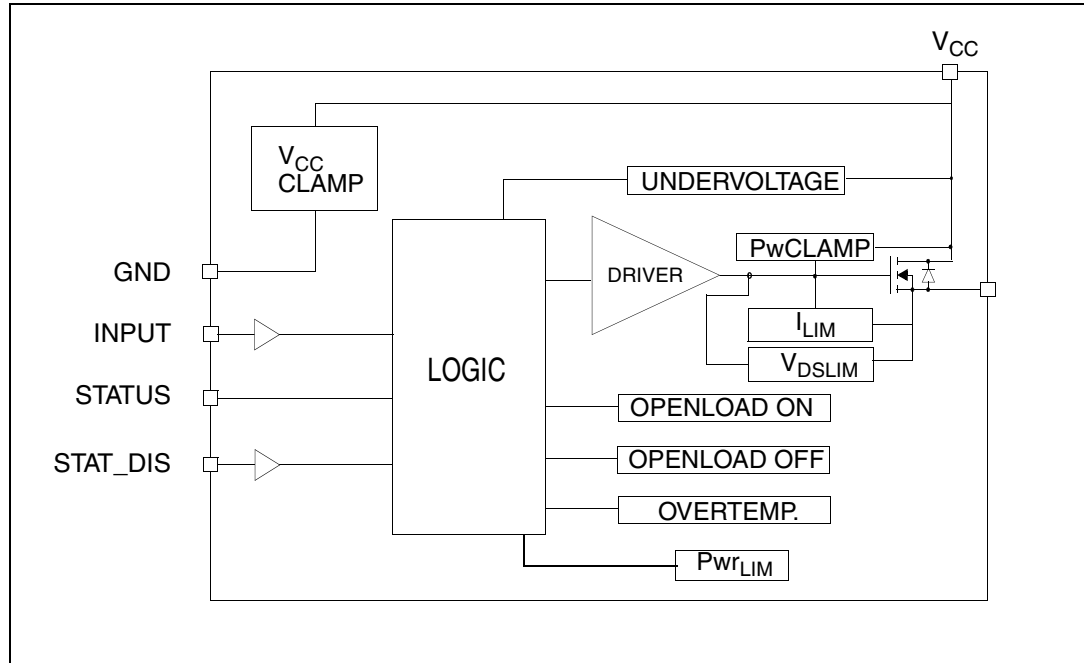 VCC
VCC
CLAMP
UNDERVOLTAGE
PwCLAMP
GND
DRIVER
INPUT
ILIM
LOGIC
VDSLIM
STATUS
OPENLOAD ON
STAT_DIS
OPENLOAD OFF
OVERTEMP.
PwrLIM